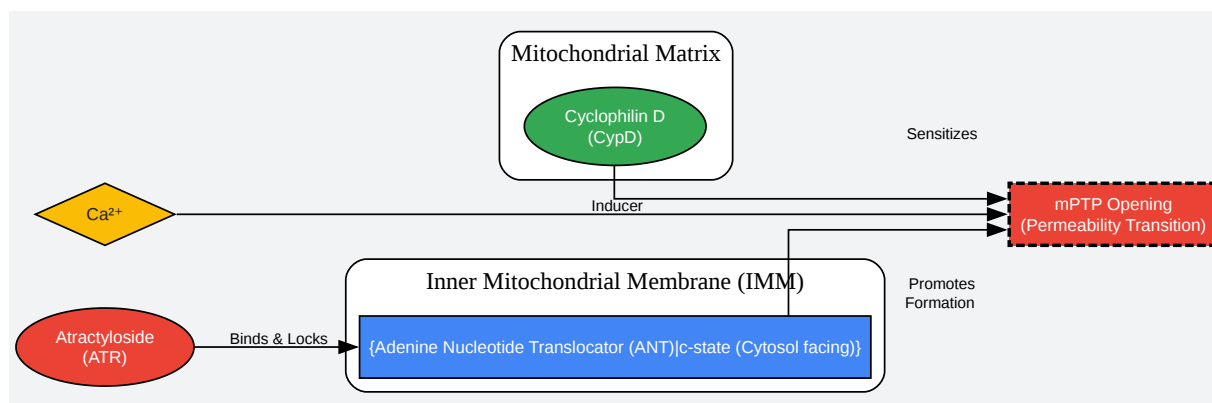 Mitochondrial Matrix
Cyclophilin D
(CypD)
Sensitizes
Ca²⁺
Inducer
mPTP Opening
(Permeability Transition)
Inner Mitochondrial Membrane (IMM)
Promotes
Formation
Atractyloside
(ATR)
Binds & Locks
{Adenine Nucleotide Translocator (ANT)|c-state (Cytosol facing)}